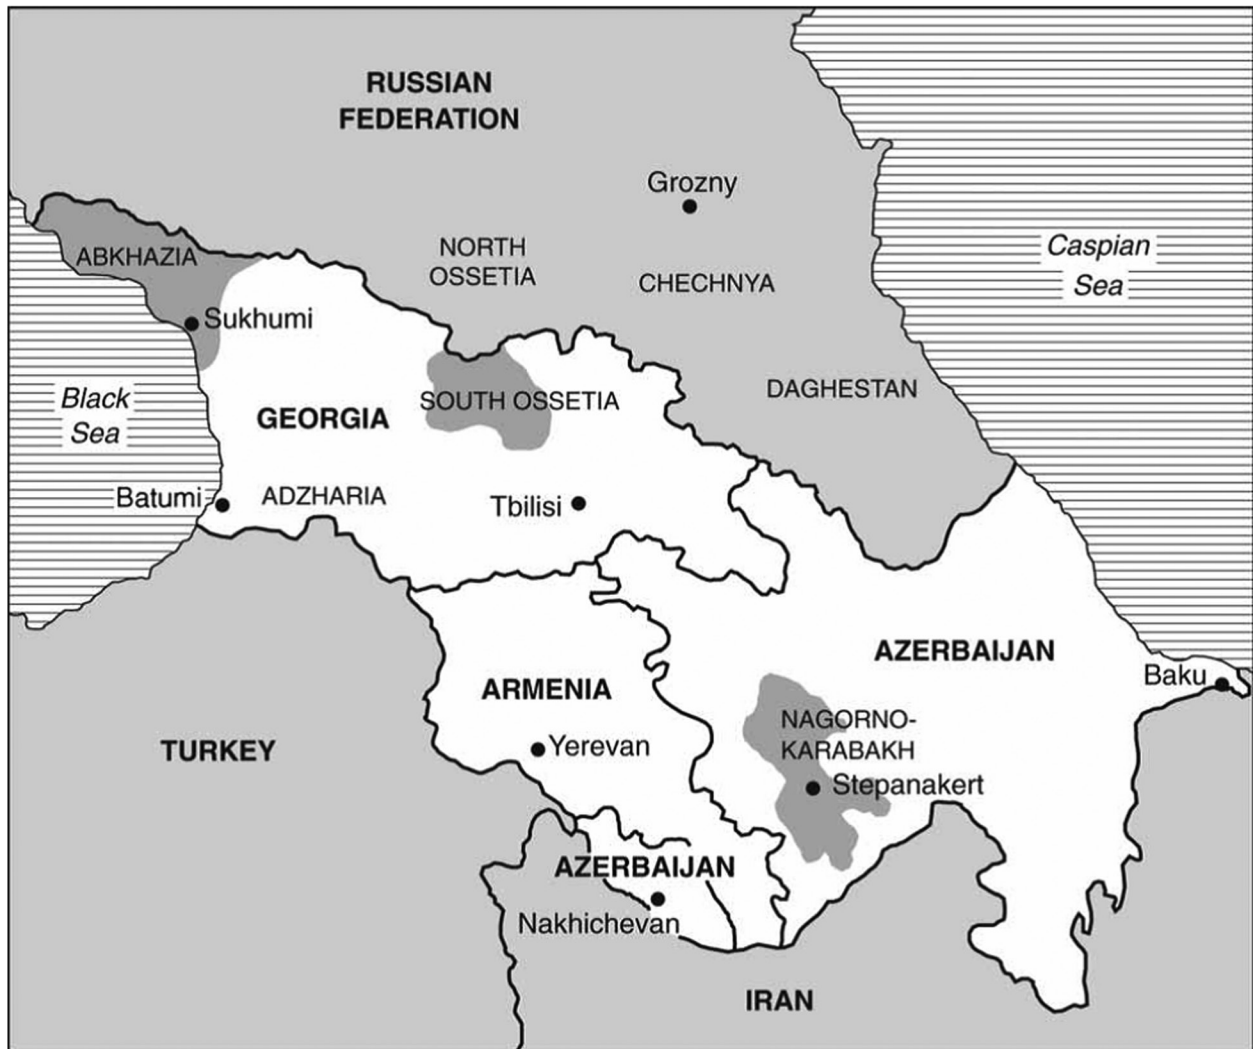 RUSSIAN
FEDERATION
Grozny
NORTH
OSSETIA
CHECHNYA
Caspian
Sea
ABKHAZIA
Sukhumi
Black
Sea
GEORGIA
SOUTH OSSETIA
DAGHESTAN
Batumi
ADZHARIA
Tbilisi
AZERBAIJAN
Baku
ARMENIA
Yerevan
NAGORNO-
KARABAKH
Stepanakert
TURKEY
AZERBAIJAN
Nakhichevan
IRAN